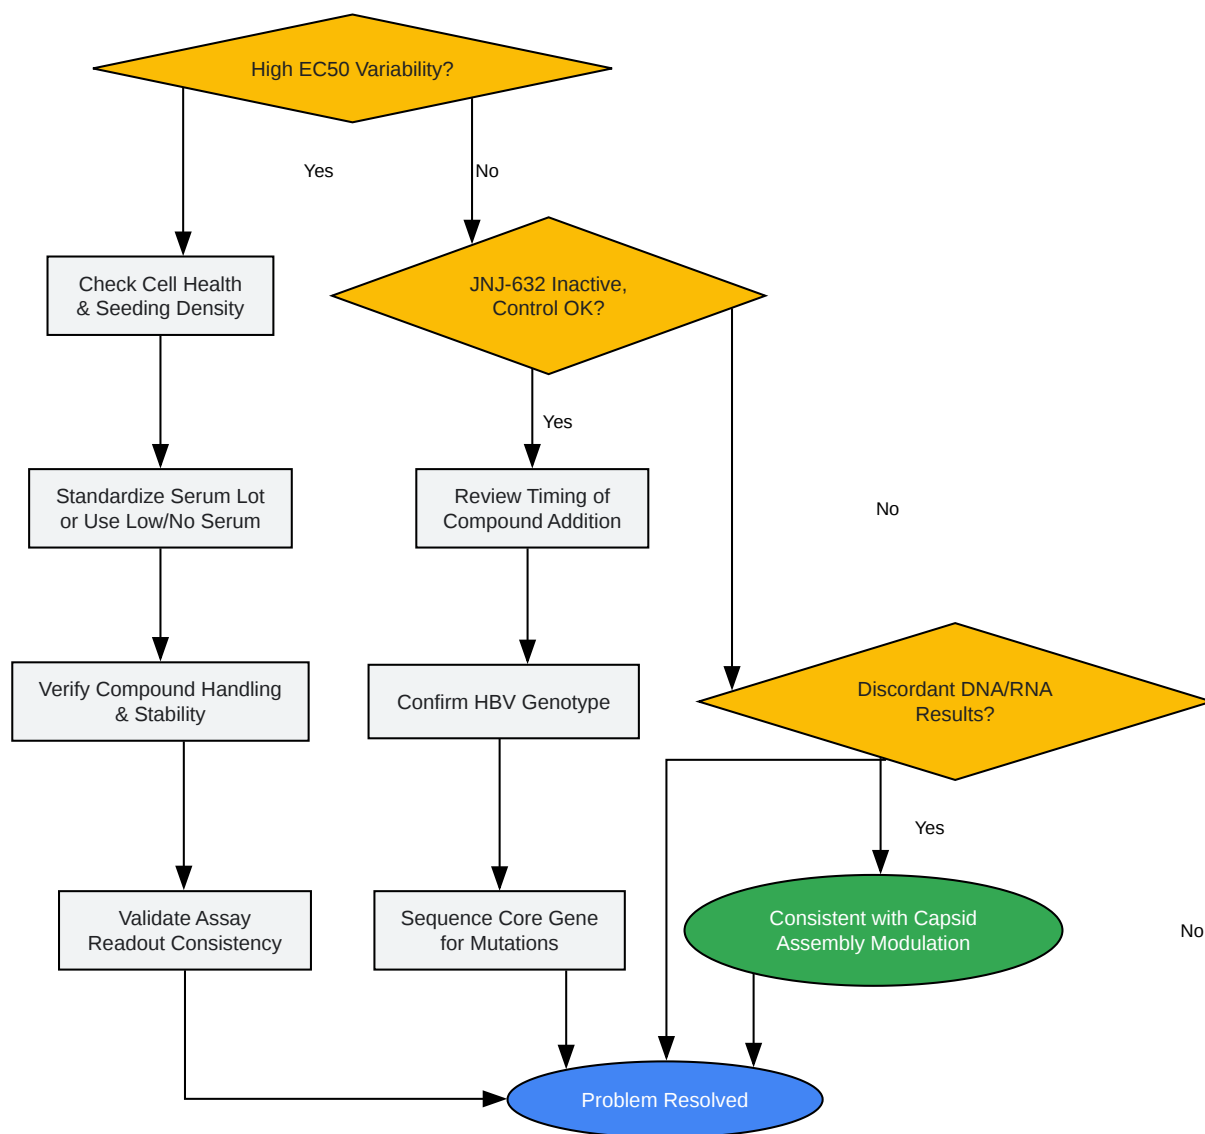 High EC50 Variability?
Yes
No
Check Cell Health
& Seeding Density
JNJ-632 Inactive,
Control OK?
Yes
Standardize Serum Lot
or Use Low/No Serum
Review Timing of
Compound Addition
No
Verify Compound Handling
& Stability
Confirm HBV Genotype
Discordant DNA/RNA
Results?
Yes
Validate Assay
Readout Consistency
Sequence Core Gene
for Mutations
Consistent with Capsid
Assembly Modulation
No
Problem Resolved